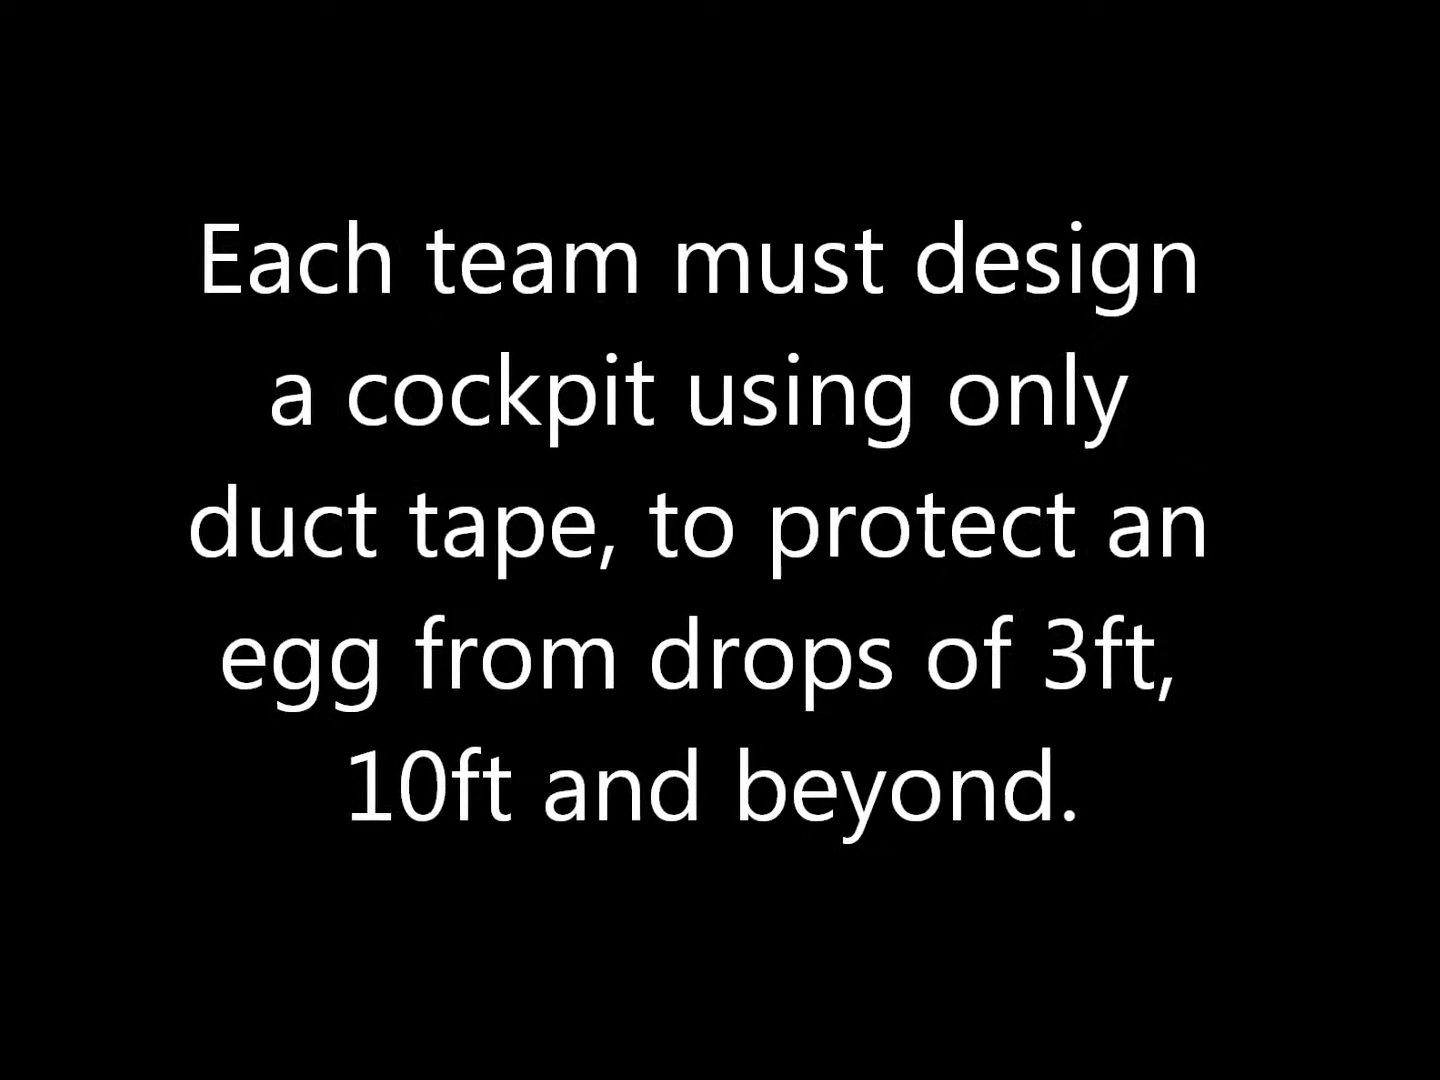 Each team must design
a cockpit using only
duct tape, to protect an
egg from drops of 3ft,
10ft and beyond.